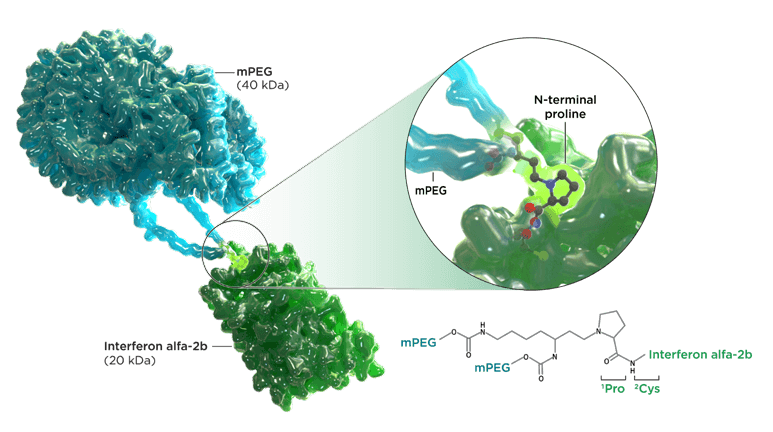 mPEG
(40 kDa)
N-terminal
proline
mPEG
Interferon alfa-2b
(20 kDa)
mPEG
O
O
H
N
mPEG
O
O
N
H
N
O
N
H
Interferon alfa-2b
¹Pro
²Cys